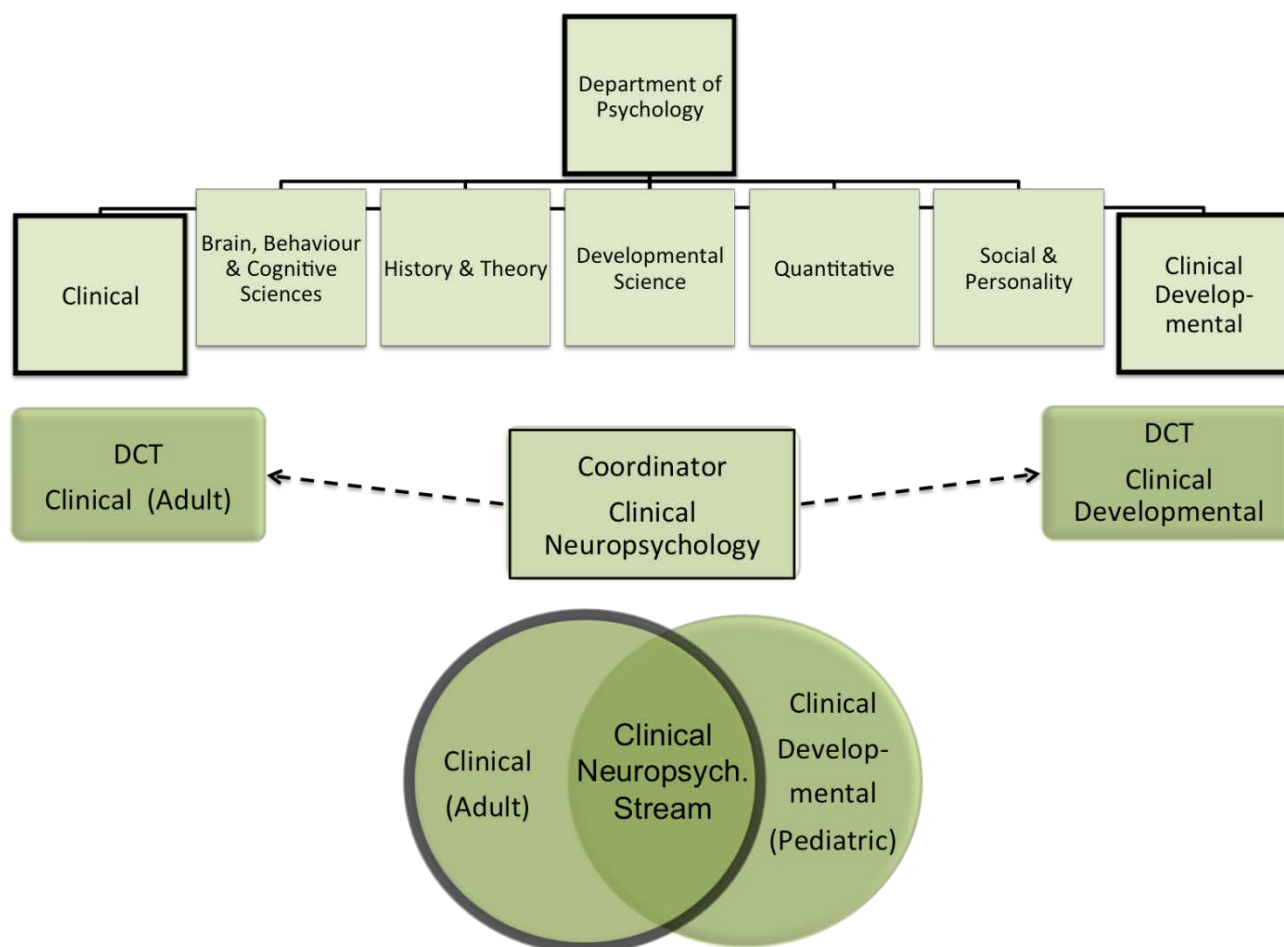 Department of
Psychology
Clinical
Brain, Behaviour
& Cognitive
Sciences
History & Theory
Developmental
Science
Quantitative
Social &
Personality
Clinical
Develop-
mental
DCT
Clinical (Adult)
Coordinator
Clinical
Neuropsychology
DCT
Clinical
Developmental
Clinical
(Adult)
Clinical
Neuropsych.
Stream
Clinical
Develop-
mental
(Pediatric)